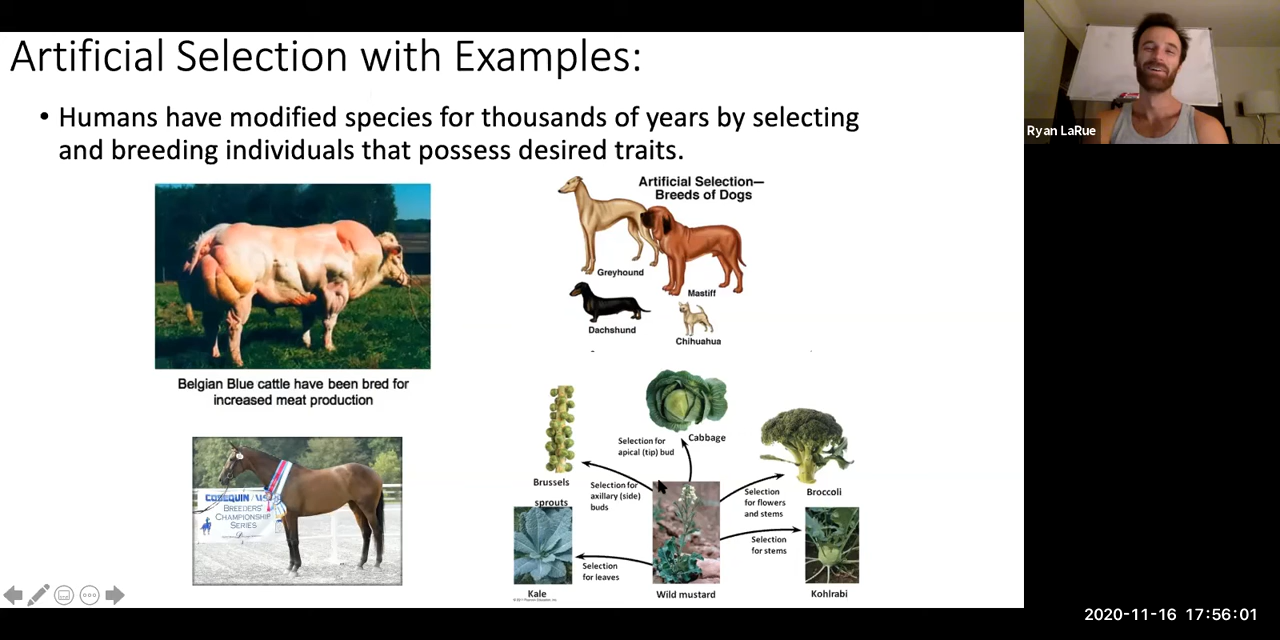 Artificial Selection with Examples:
• Humans have modified species for thousands of years by selecting
and breeding individuals that possess desired traits.
Ryan LaRue
Belgian Blue cattle have been bred for
increased meat production
Artificial Selection—
Breeds of Dogs
Greyhound
Mastiff
Dachshund
Chihuahua
BREEDERS'
CHAMPIONSHIP
SERIES
Cabbage
Selection for
apical (tip) bud
Brussels
sprouts
Selection for
axillary (side)
buds
Broccoli
Selection
for flowers
and stems
Selection
for stems
Selection
for leaves
Kale
Wild mustard
Kohlrabi
2020-11-16 17:56:01